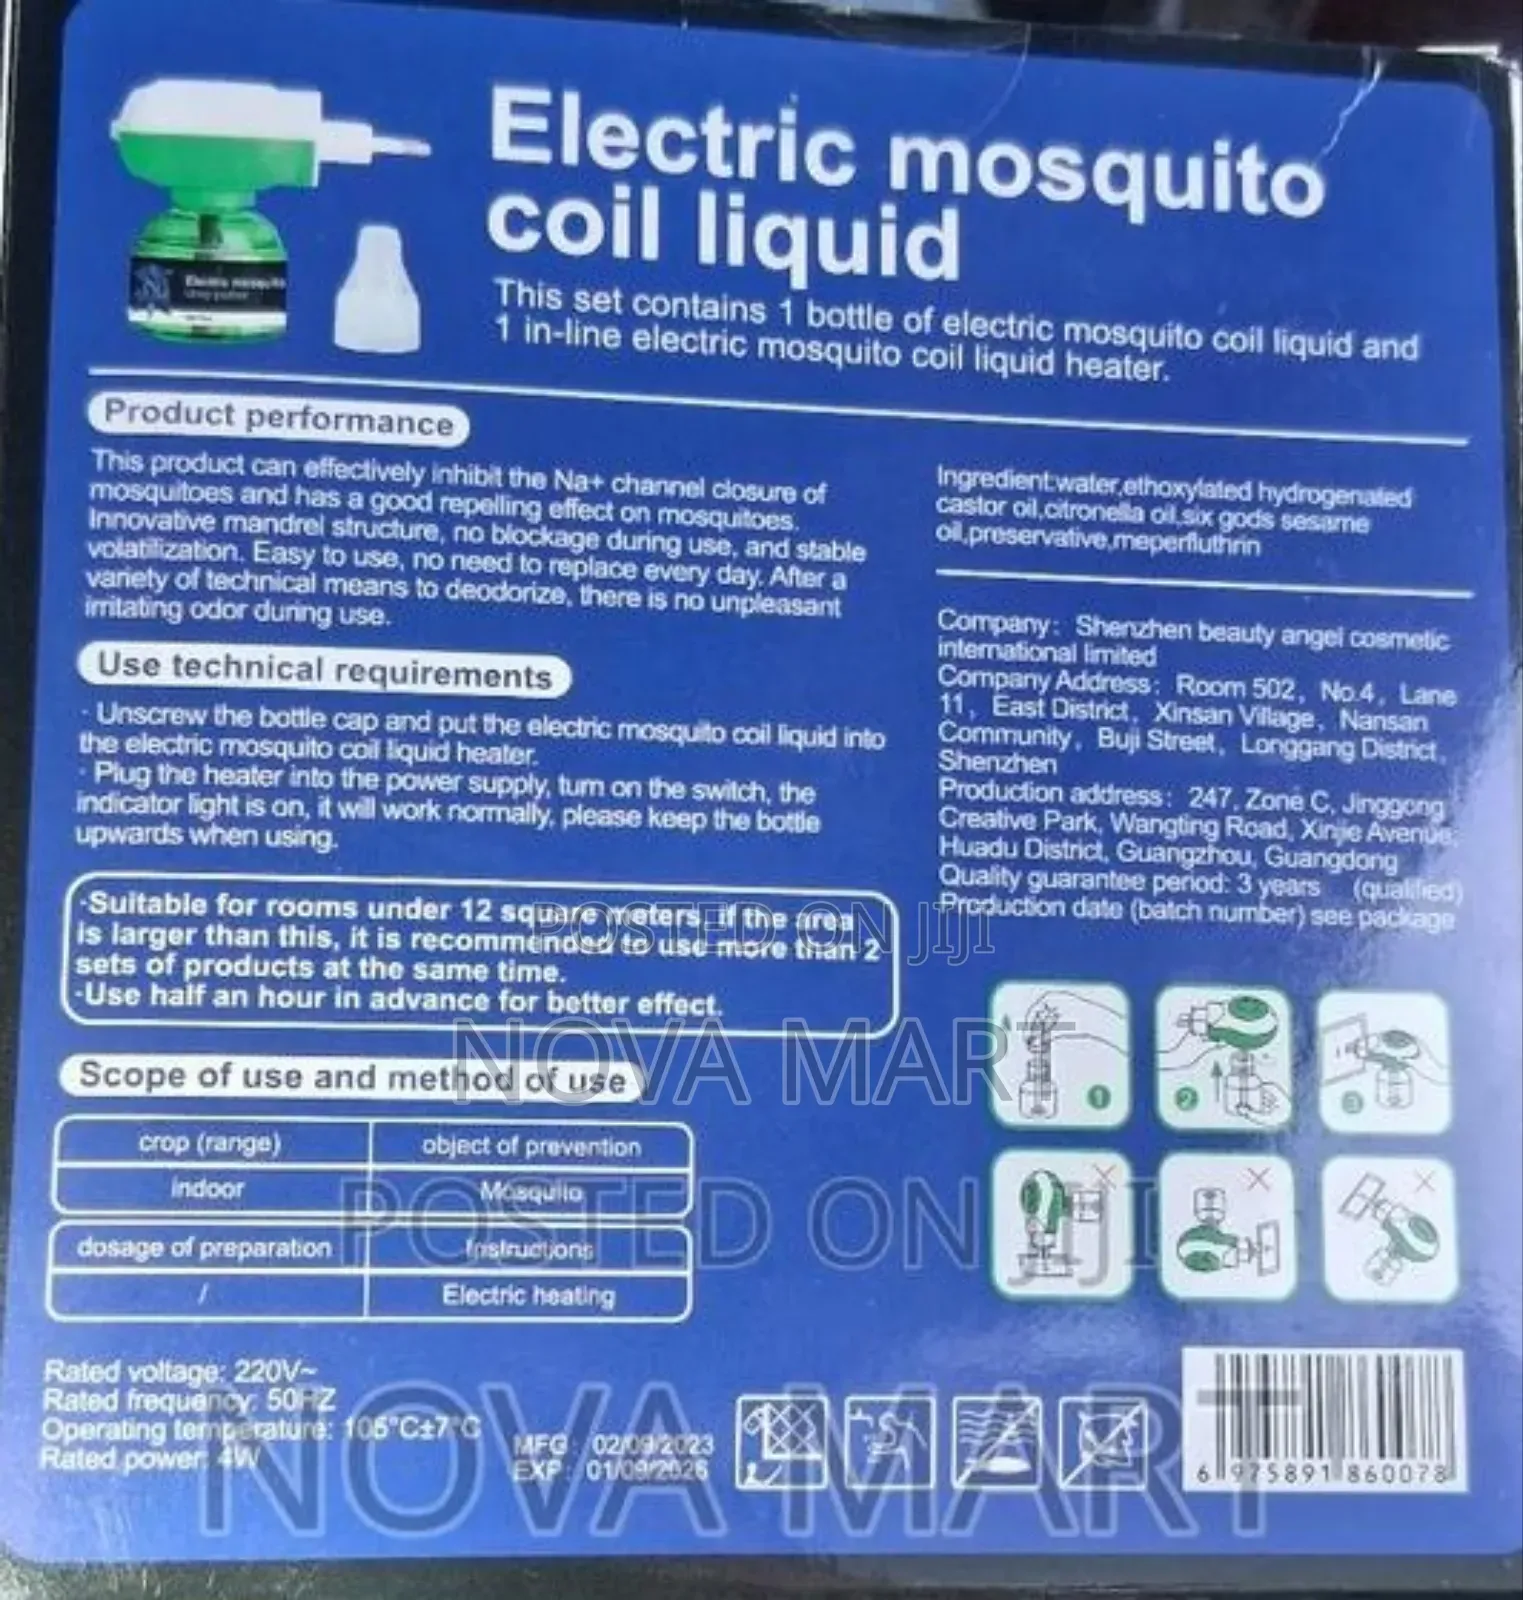 Electric mosquito
coil liquid
This set contains 1 bottle of electric mosquito coil liquid and
1 in-line electric mosquito coil liquid heater.
Electric mosquito
Product performance
This product can effectively inhibit the Na+ channel closure of
mosquitoes and has a good repelling effect on mosquitoes.
Innovative mandrel structure, no blockage during use, and stable
volatilization. Easy to use, no need to replace every day. After a
variety of technical means to deodorize, there is no unpleasant
irritating odor during use.
Use technical requirements
· Unscrew the bottle cap and put the electric mosquito coil liquid into
the electric mosquito coil liquid heater.
· Plug the heater into the power supply, turn on the switch, the
indicator light is on, it will work normally, please keep the bottle
upwards when using.
·Suitable for rooms under 12 square meters, if the area
is larger than this, it is recommended to use more than 2
sets of products at the same time.
·Use half an hour in advance for better effect.
Scope of use and method of use
crop (range) object of prevention
indoor Mosquito
dosage of preparation Instructions
/ Electric heating
Rated voltage: 220V~
Rated frequency: 50HZ
Operating temperature: 105°C±7°C
Rated power: 4W
MFG : 02/09/2023
EXP : 01/09/2026
Ingredient:water,ethoxylated hydrogenated
castor oil,citronella oil,six gods sesame
oil,preservative,meperfluthrin
Company: Shenzhen beauty angel cosmetic
international limited
Company Address: Room 502, No.4, Lane
11, East District, Xinsan Village, Nansan
Community, Buji Street, Longgang District,
Shenzhen
Production address: 247, Zone C, Jinggong
Creative Park, Wangting Road, Xinjie Avenue,
Huadu District, Guangzhou, Guangdong
Quality guarantee period: 3 years (qualified)
Production date (batch number) see package
1
2
3
6 975891 860078
POSTED ON JIJI
NOVA MART
POSTED ON JIJI
NOVA MART